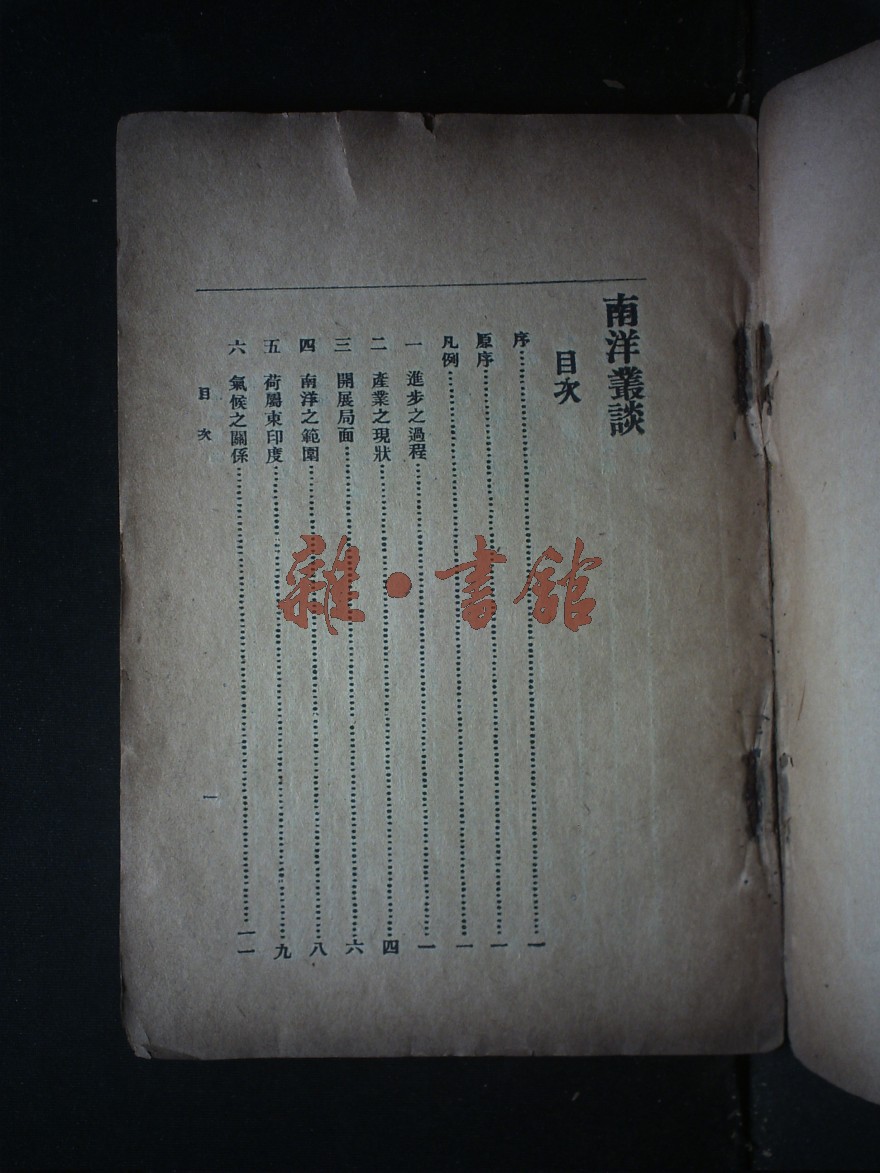 南洋叢談
目次
序……一
原序……一
凡例……一
一 進步之過程……一
二 產業之現狀……四
三 開展局面……六
四 南洋之範圍……八
五 荷屬東印度……九
六 氣候之關係……一一
目次
一
雜·書館